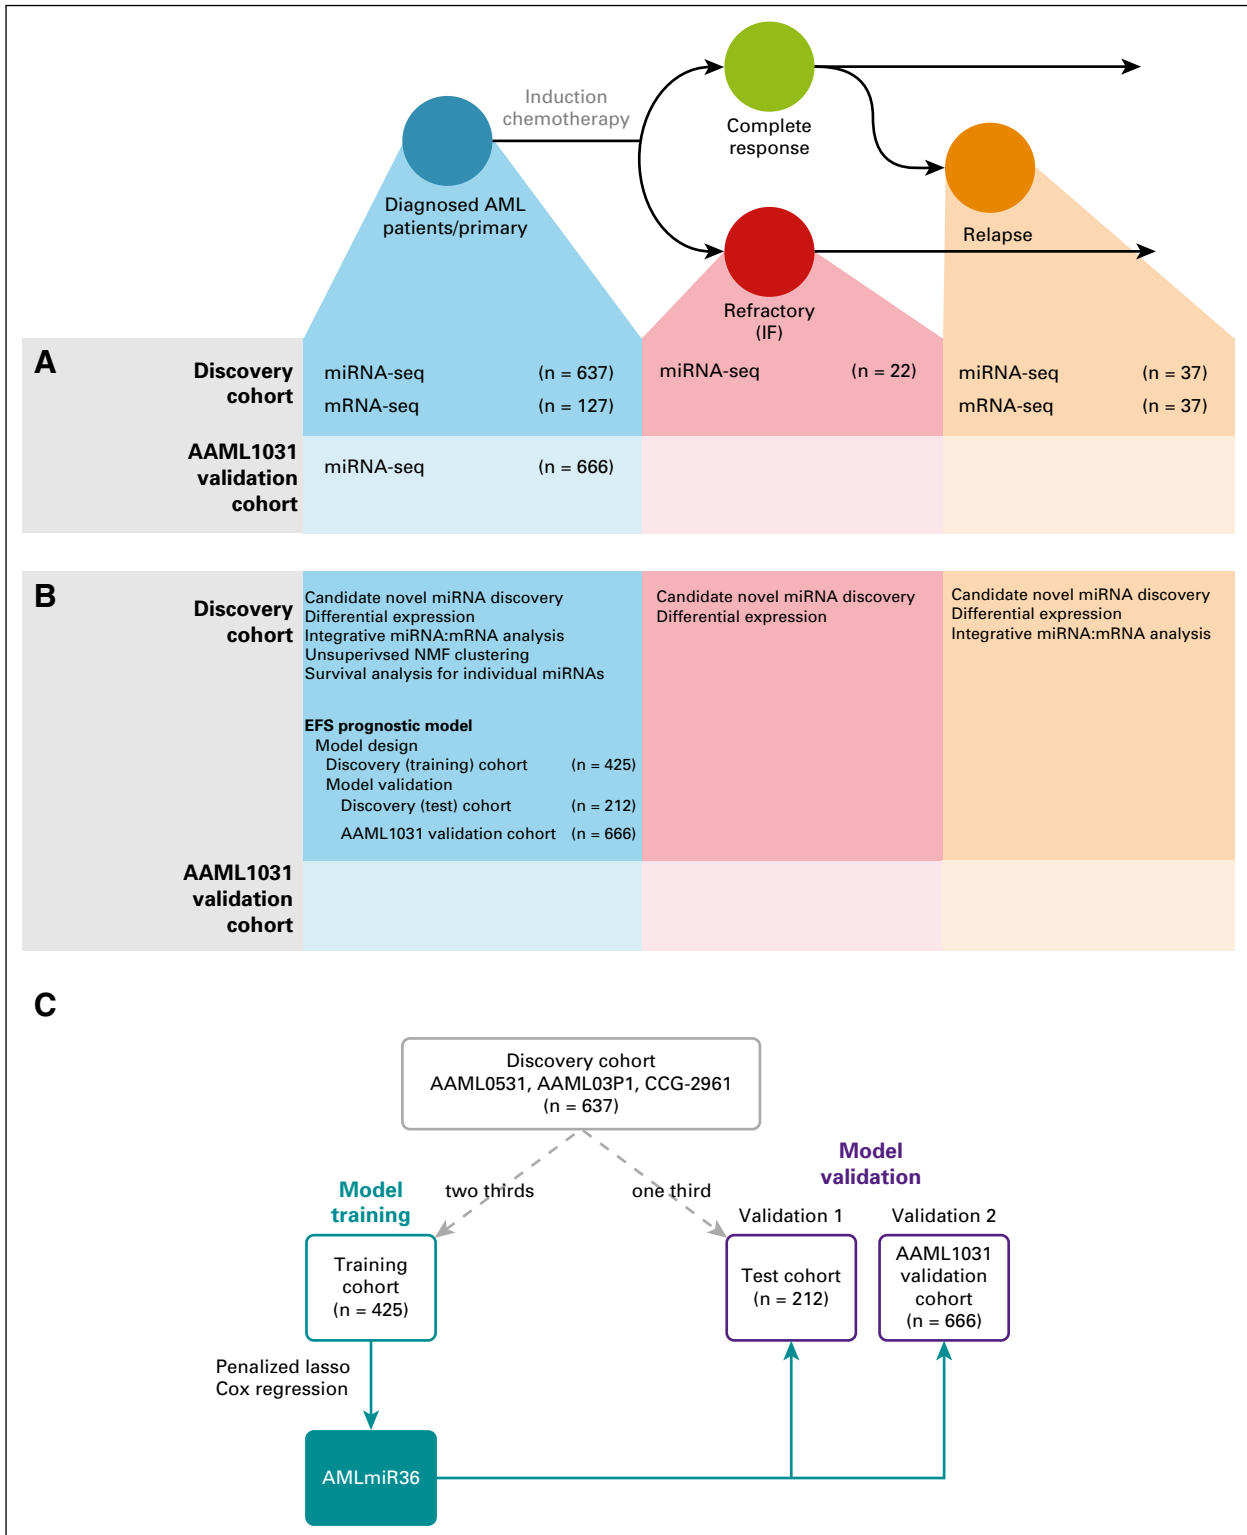 Induction
chemotherapy
Complete
response
Diagnosed AML
patients/primary
Relapse
Refractory
(IF)
A
Discovery
cohort
miRNA-seq (n = 637)
mRNA-seq (n = 127)
miRNA-seq (n = 22)
miRNA-seq (n = 37)
mRNA-seq (n = 37)
AAML1031
validation
cohort
miRNA-seq (n = 666)
B
Discovery
cohort
Candidate novel miRNA discovery
Differential expression
Integrative miRNA:mRNA analysis
Unsuperivsed NMF clustering
Survival analysis for individual miRNAs
EFS prognostic model
Model design
Discovery (training) cohort (n = 425)
Model validation
Discovery (test) cohort (n = 212)
AAML1031 validation cohort (n = 666)
Candidate novel miRNA discovery
Differential expression
Candidate novel miRNA discovery
Differential expression
Integrative miRNA:mRNA analysis
AAML1031
validation
cohort
C
Discovery cohort
AAML0531, AAML03P1, CCG-2961
(n = 637)
two thirds
one third
Model
training
Model
validation
Validation 1
Validation 2
Training
cohort
(n = 425)
Test cohort
(n = 212)
AAML1031
validation
cohort
(n = 666)
Penalized lasso
Cox regression
AMLmiR36